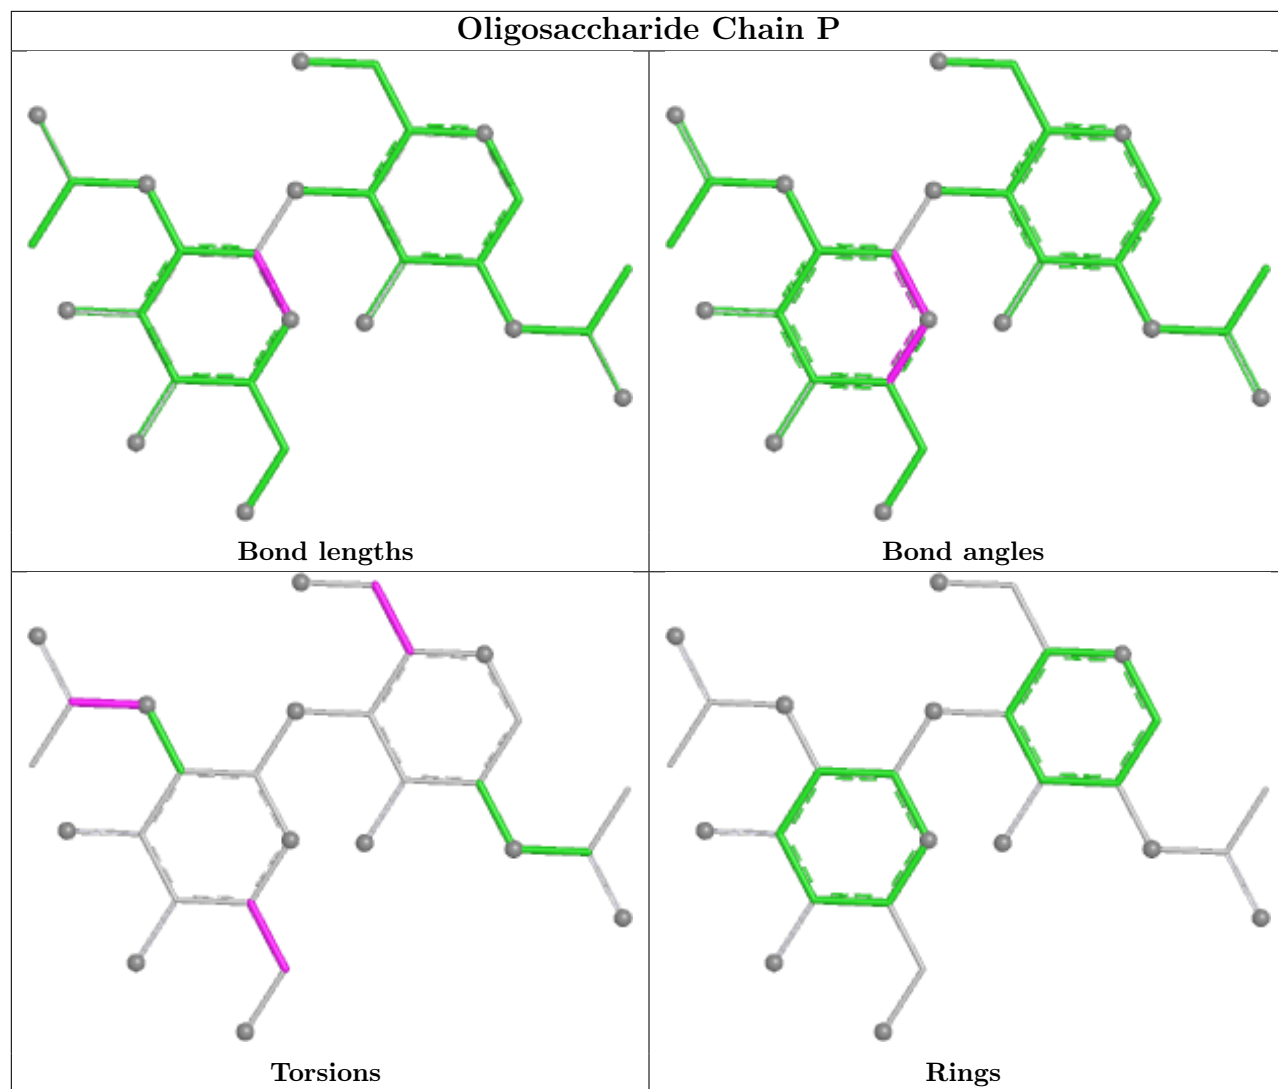 Oligosaccharide Chain P
Bond lengths
Bond angles
Torsions
Rings